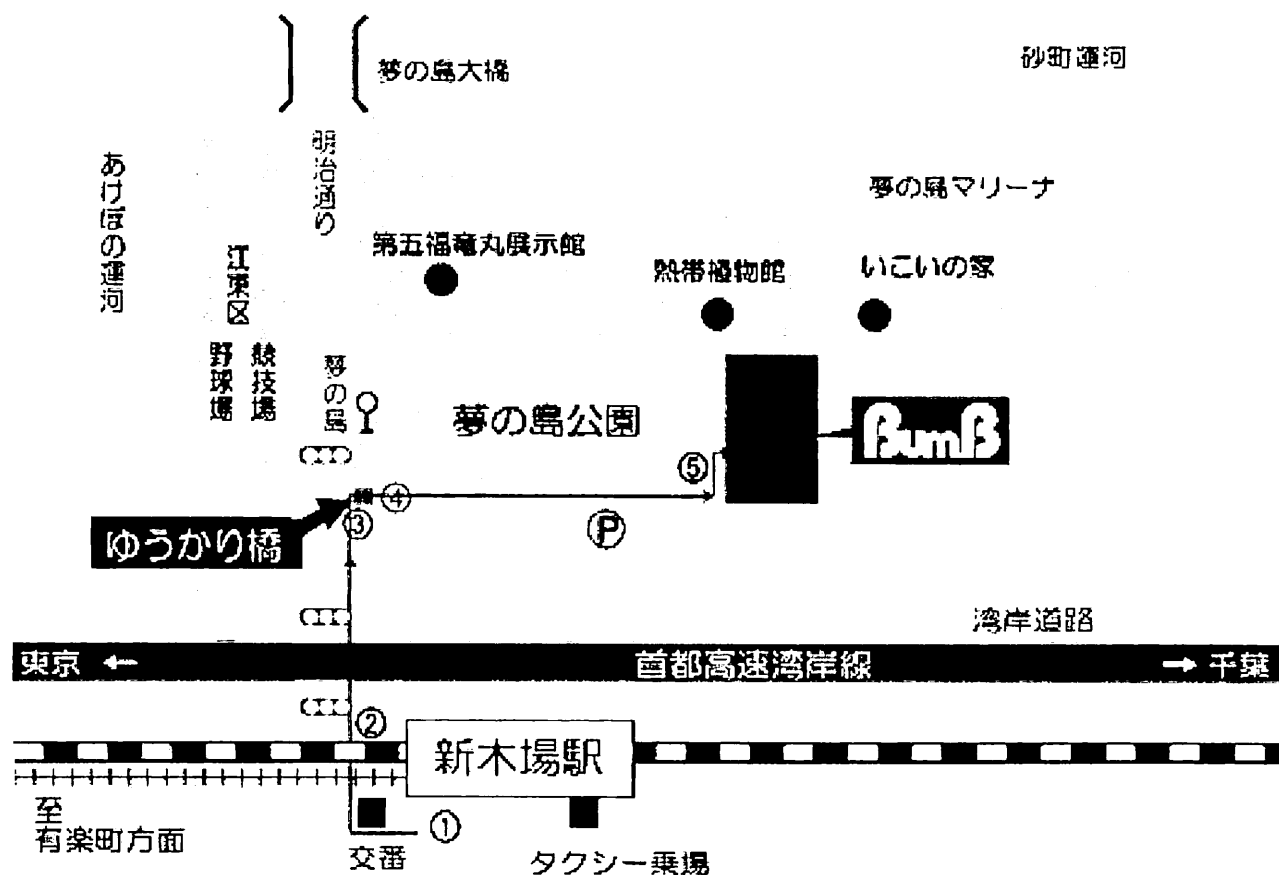 夢の島大橋
砂町運河
明治通り
あけぼの運河
夢の島マリーナ
第五福竜丸展示館
江東区
野球場
競技場
熱帯植物館
いこいの家
夢の島
夢の島公園
BumB
⑤
④
③
P
ゆうかり橋
湾岸道路
東京 ←
首都高速湾岸線
→ 千葉
②
新木場駅
至
有楽町方面
①
交番
タクシー乗場